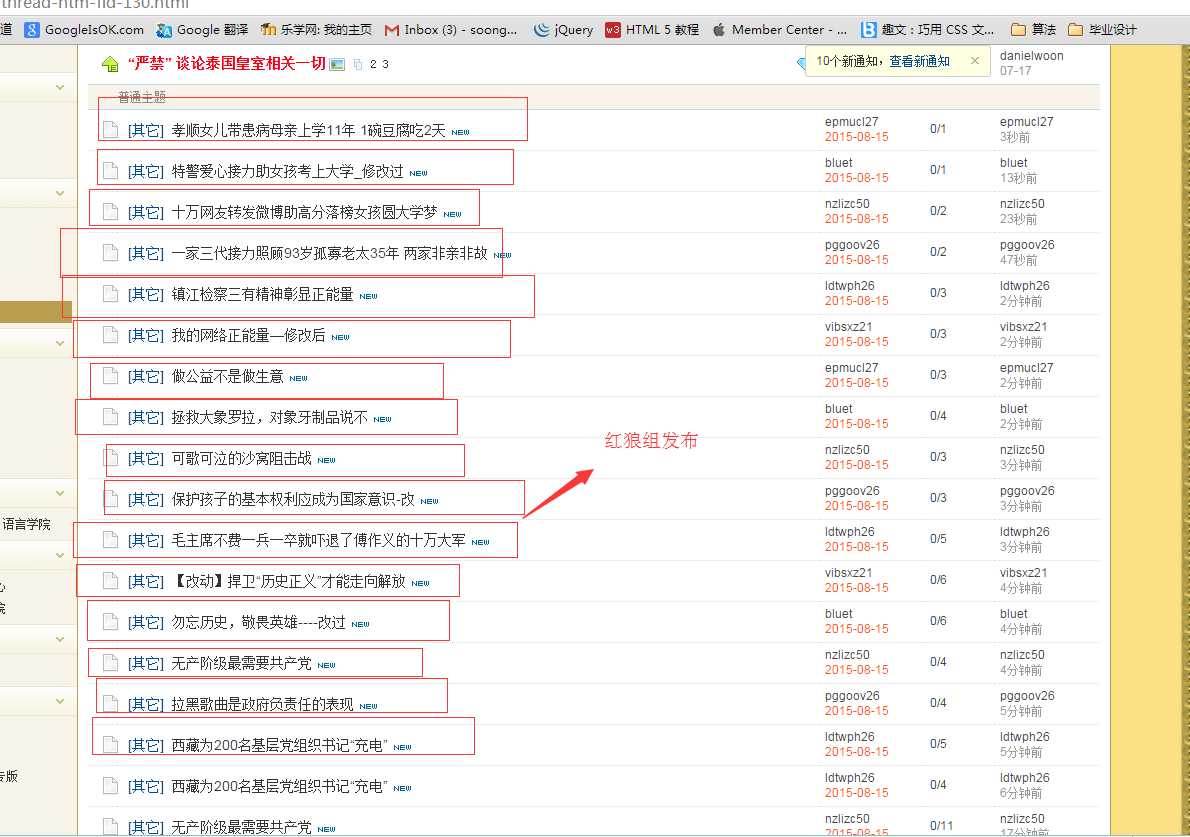 thread-htm-fid-130.html
道 GoogleIsOK.com Google 翻译 乐学网: 我的主页 Inbox (3) - soong... jQuery HTML 5 教程 Member Center - ... 趣文：巧用 CSS 文... 算法 毕业设计
“严禁” 谈论泰国皇室相关一切 2 3
10个新通知，查看新通知 ×
danielwoon
07-17
普通主题
[其它] 孝顺女儿带患病母亲上学11年 1碗豆腐吃2天 NEW
epmucl27 0/1 epmucl27
2015-08-15 3秒前
[其它] 特警爱心接力助女孩考上大学_修改过 NEW
bluet 0/1 bluet
2015-08-15 13秒前
[其它] 十万网友转发微博助高分落榜女孩圆大学梦 NEW
nzlizc50 0/2 nzlizc50
2015-08-15 23秒前
[其它] 一家三代接力照顾93岁孤寡老太35年 两家非亲非故 NEW
pggoov26 0/2 pggoov26
2015-08-15 47秒前
[其它] 镇江检察三有精神彰显正能量 NEW
ldtwph26 0/3 ldtwph26
2015-08-15 2分钟前
[其它] 我的网络正能量—修改后 NEW
vibsxz21 0/3 vibsxz21
2015-08-15 2分钟前
[其它] 做公益不是做生意 NEW
epmucl27 0/3 epmucl27
2015-08-15 2分钟前
[其它] 拯救大象罗拉，对象牙制品说不 NEW
bluet 0/4 bluet
2015-08-15 2分钟前
红狼组发布
[其它] 可歌可泣的沙窝阻击战 NEW
nzlizc50 0/3 nzlizc50
2015-08-15 3分钟前
[其它] 保护孩子的基本权利应成为国家意识-改 NEW
pggoov26 0/3 pggoov26
2015-08-15 3分钟前
语言学院
[其它] 毛主席不费一兵一卒就吓退了傅作义的十万大军 NEW
ldtwph26 0/5 ldtwph26
2015-08-15 3分钟前
[其它] 【改动】捍卫“历史正义”才能走向解放 NEW
vibsxz21 0/6 vibsxz21
2015-08-15 4分钟前
心
院
[其它] 勿忘历史，敬畏英雄----改过 NEW
bluet 0/6 bluet
2015-08-15 4分钟前
[其它] 无产阶级最需要共产党 NEW
nzlizc50 0/4 nzlizc50
2015-08-15 4分钟前
[其它] 拉黑歌曲是政府负责任的表现 NEW
pggoov26 0/4 pggoov26
2015-08-15 5分钟前
[其它] 西藏为200名基层党组织书记“充电” NEW
ldtwph26 0/5 ldtwph26
2015-08-15 5分钟前
专版
[其它] 西藏为200名基层党组织书记“充电” NEW
ldtwph26 0/4 ldtwph26
2015-08-15 6分钟前
[其它] 无产阶级最需要共产党 NEW
nzlizc50 0/11 nzlizc50
2015-08-15 17分钟前